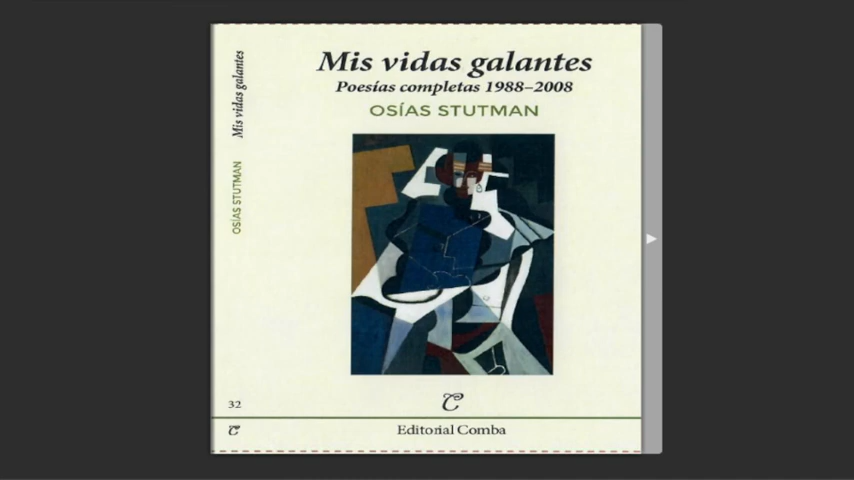 Mis vidas galantes
Poesías completas 1988–2008
OSÍAS STUTMAN
Editorial Comba
Mis vidas galantes
OSÍAS STUTMAN
32